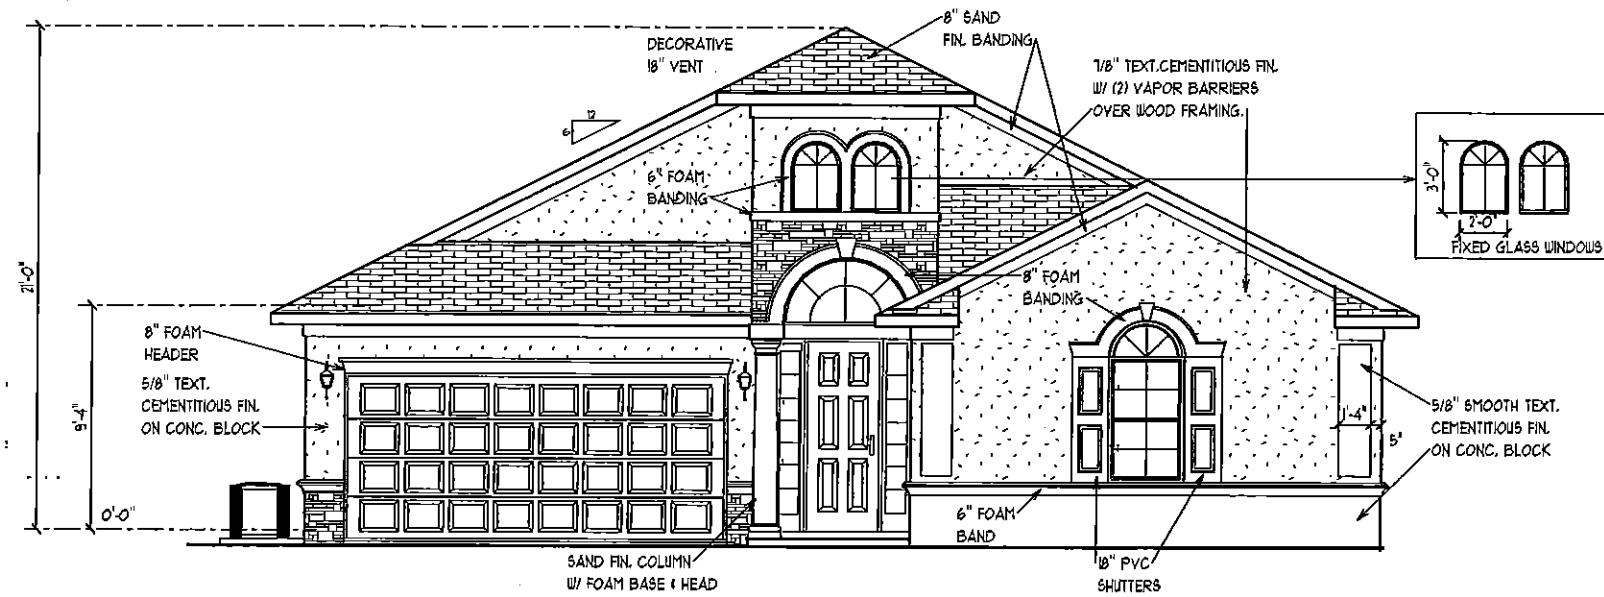 8" SAND
FIN. BANDING
DECORATIVE
18" VENT
7/8" TEXT. CEMENTITIOUS FIN.
W/ (2) VAPOR BARRIERS
OVER WOOD FRAMING.
12
6
6" FOAM
BANDING
3'-0"
2'-0"
FIXED GLASS WINDOWS
21'-0"
9'-4"
0'-0"
8" FOAM
HEADER
5/8" TEXT.
CEMENTITIOUS FIN.
ON CONC. BLOCK
8" FOAM
BANDING
1'-4"
5"
5/8" SMOOTH TEXT.
CEMENTITIOUS FIN.
ON CONC. BLOCK
6" FOAM
BAND
SAND FIN. COLUMN
W/ FOAM BASE & HEAD
18" PVC
SHUTTERS